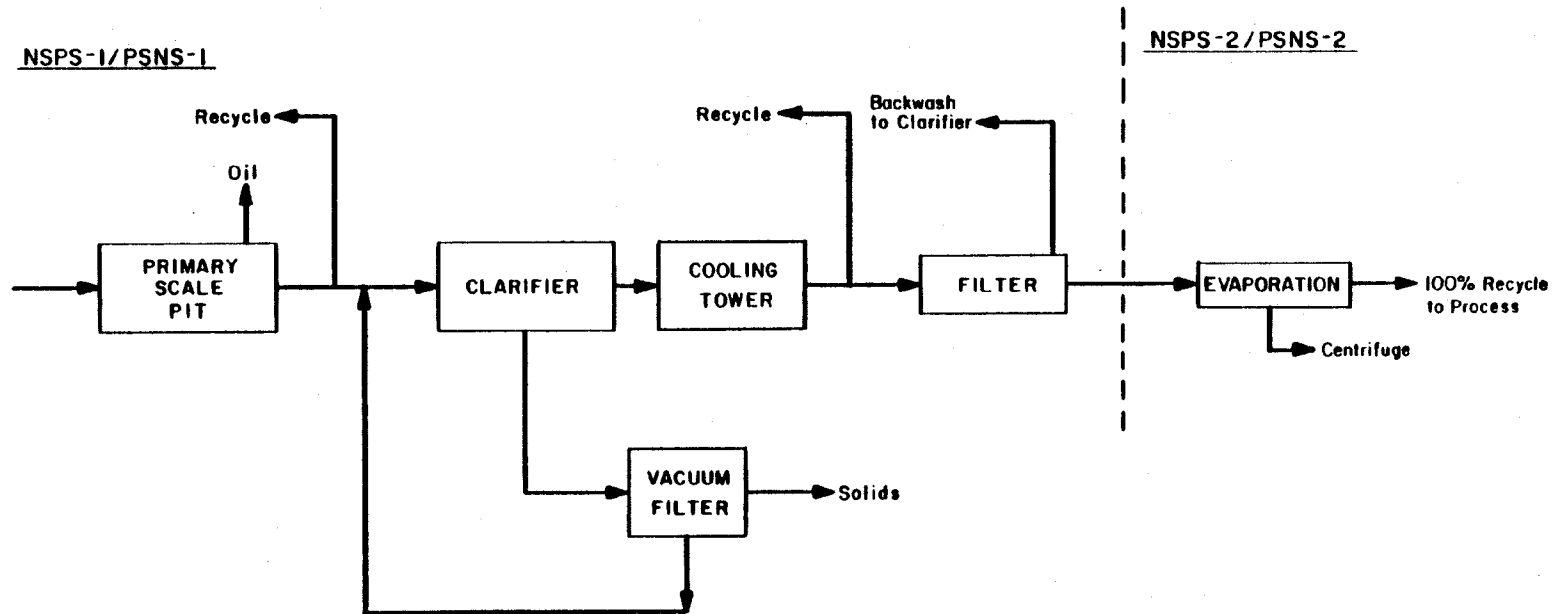 NSPS-1/PSNS-1
NSPS-2/PSNS-2
Recycle
Oil
Recycle
Backwash
to Clarifier
PRIMARY
SCALE
PIT
CLARIFIER
COOLING
TOWER
FILTER
EVAPORATION
100% Recycle
to Process
Centrifuge
VACUUM
FILTER
Solids